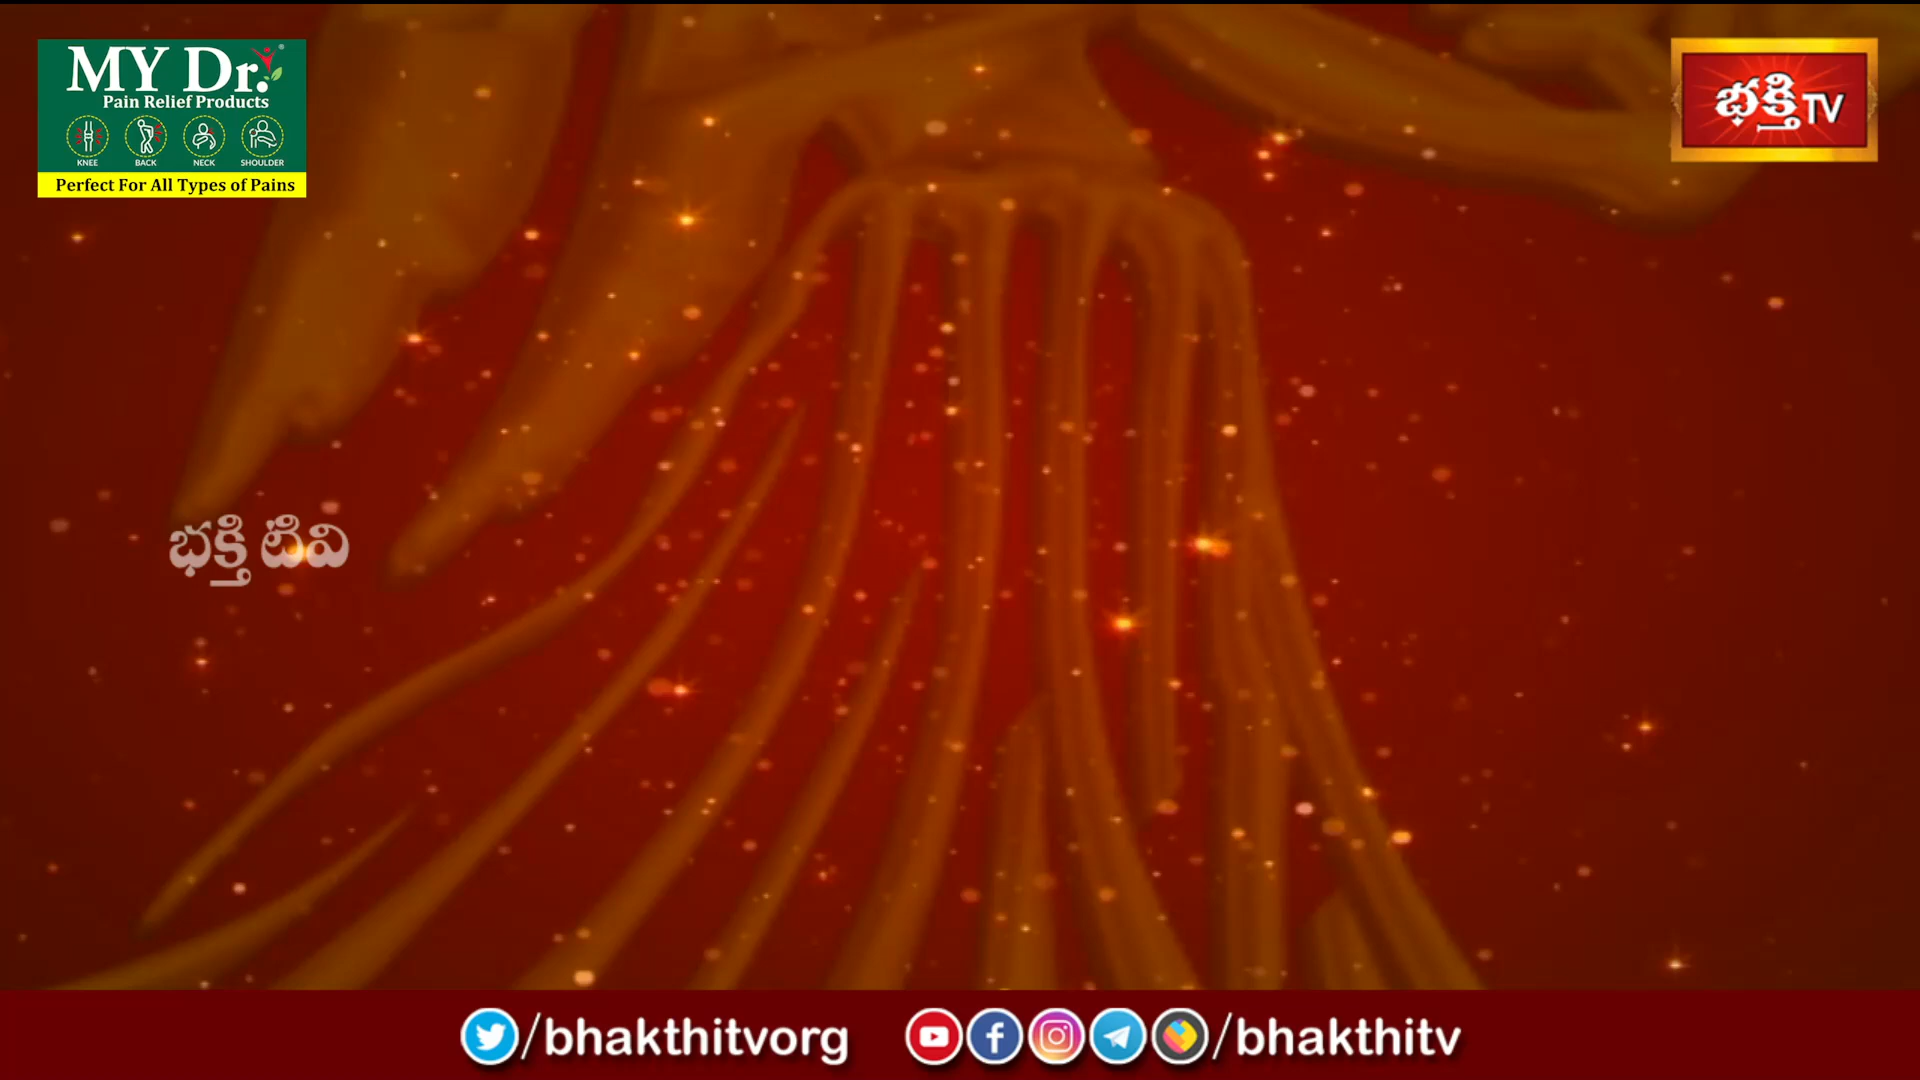 MY Dr.
Pain Relief Products
KNEE BACK NECK SHOULDER
Perfect For All Types of Pains
భక్తి TV
భక్తి టీవి
/bhakthitvorg /bhakthitv